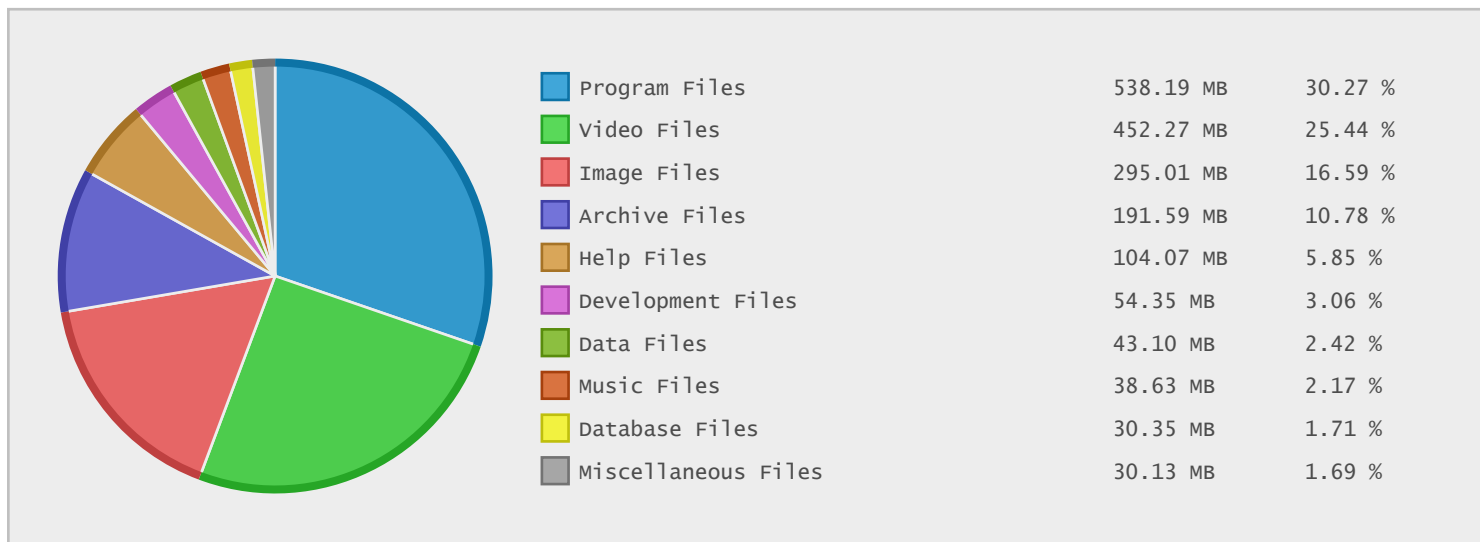 Program Files 538.19 MB 30.27 %
Video Files 452.27 MB 25.44 %
Image Files 295.01 MB 16.59 %
Archive Files 191.59 MB 10.78 %
Help Files 104.07 MB 5.85 %
Development Files 54.35 MB 3.06 %
Data Files 43.10 MB 2.42 %
Music Files 38.63 MB 2.17 %
Database Files 30.35 MB 1.71 %
Miscellaneous Files 30.13 MB 1.69 %